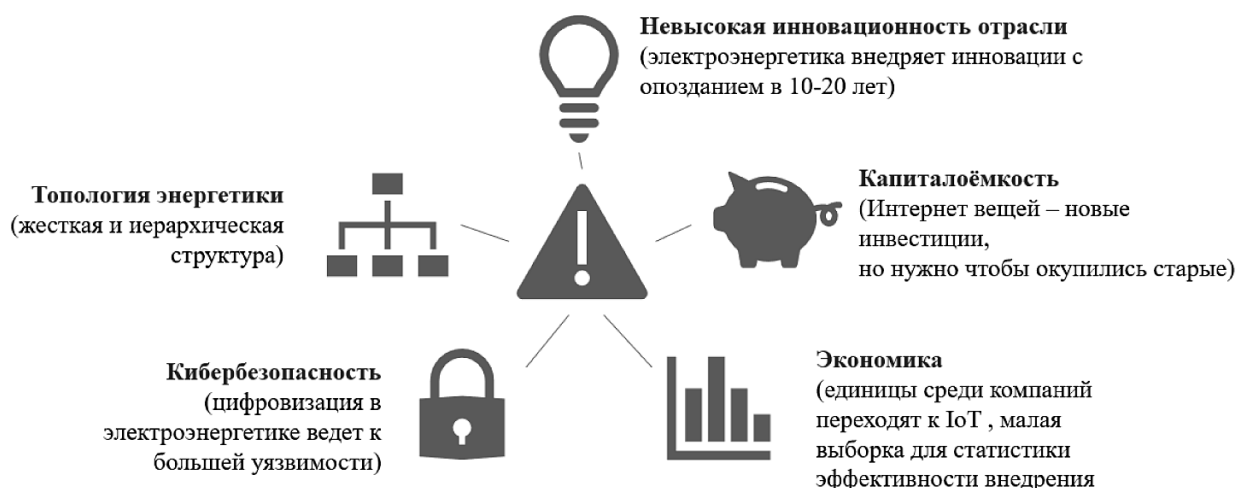 Невысокая инновационность отрасли
(электроэнергетика внедряет инновации с
опозданием в 10-20 лет)
Топология энергетики
(жесткая и иерархическая
структура)
Капиталоёмкость
(Интернет вещей – новые
инвестиции,
но нужно чтобы окупились старые)
Кибербезопасность
(цифровизация в
электроэнергетике ведет к
большей уязвимости)
Экономика
(единицы среди компаний
переходят к IoT , малая
выборка для статистики
эффективности внедрения